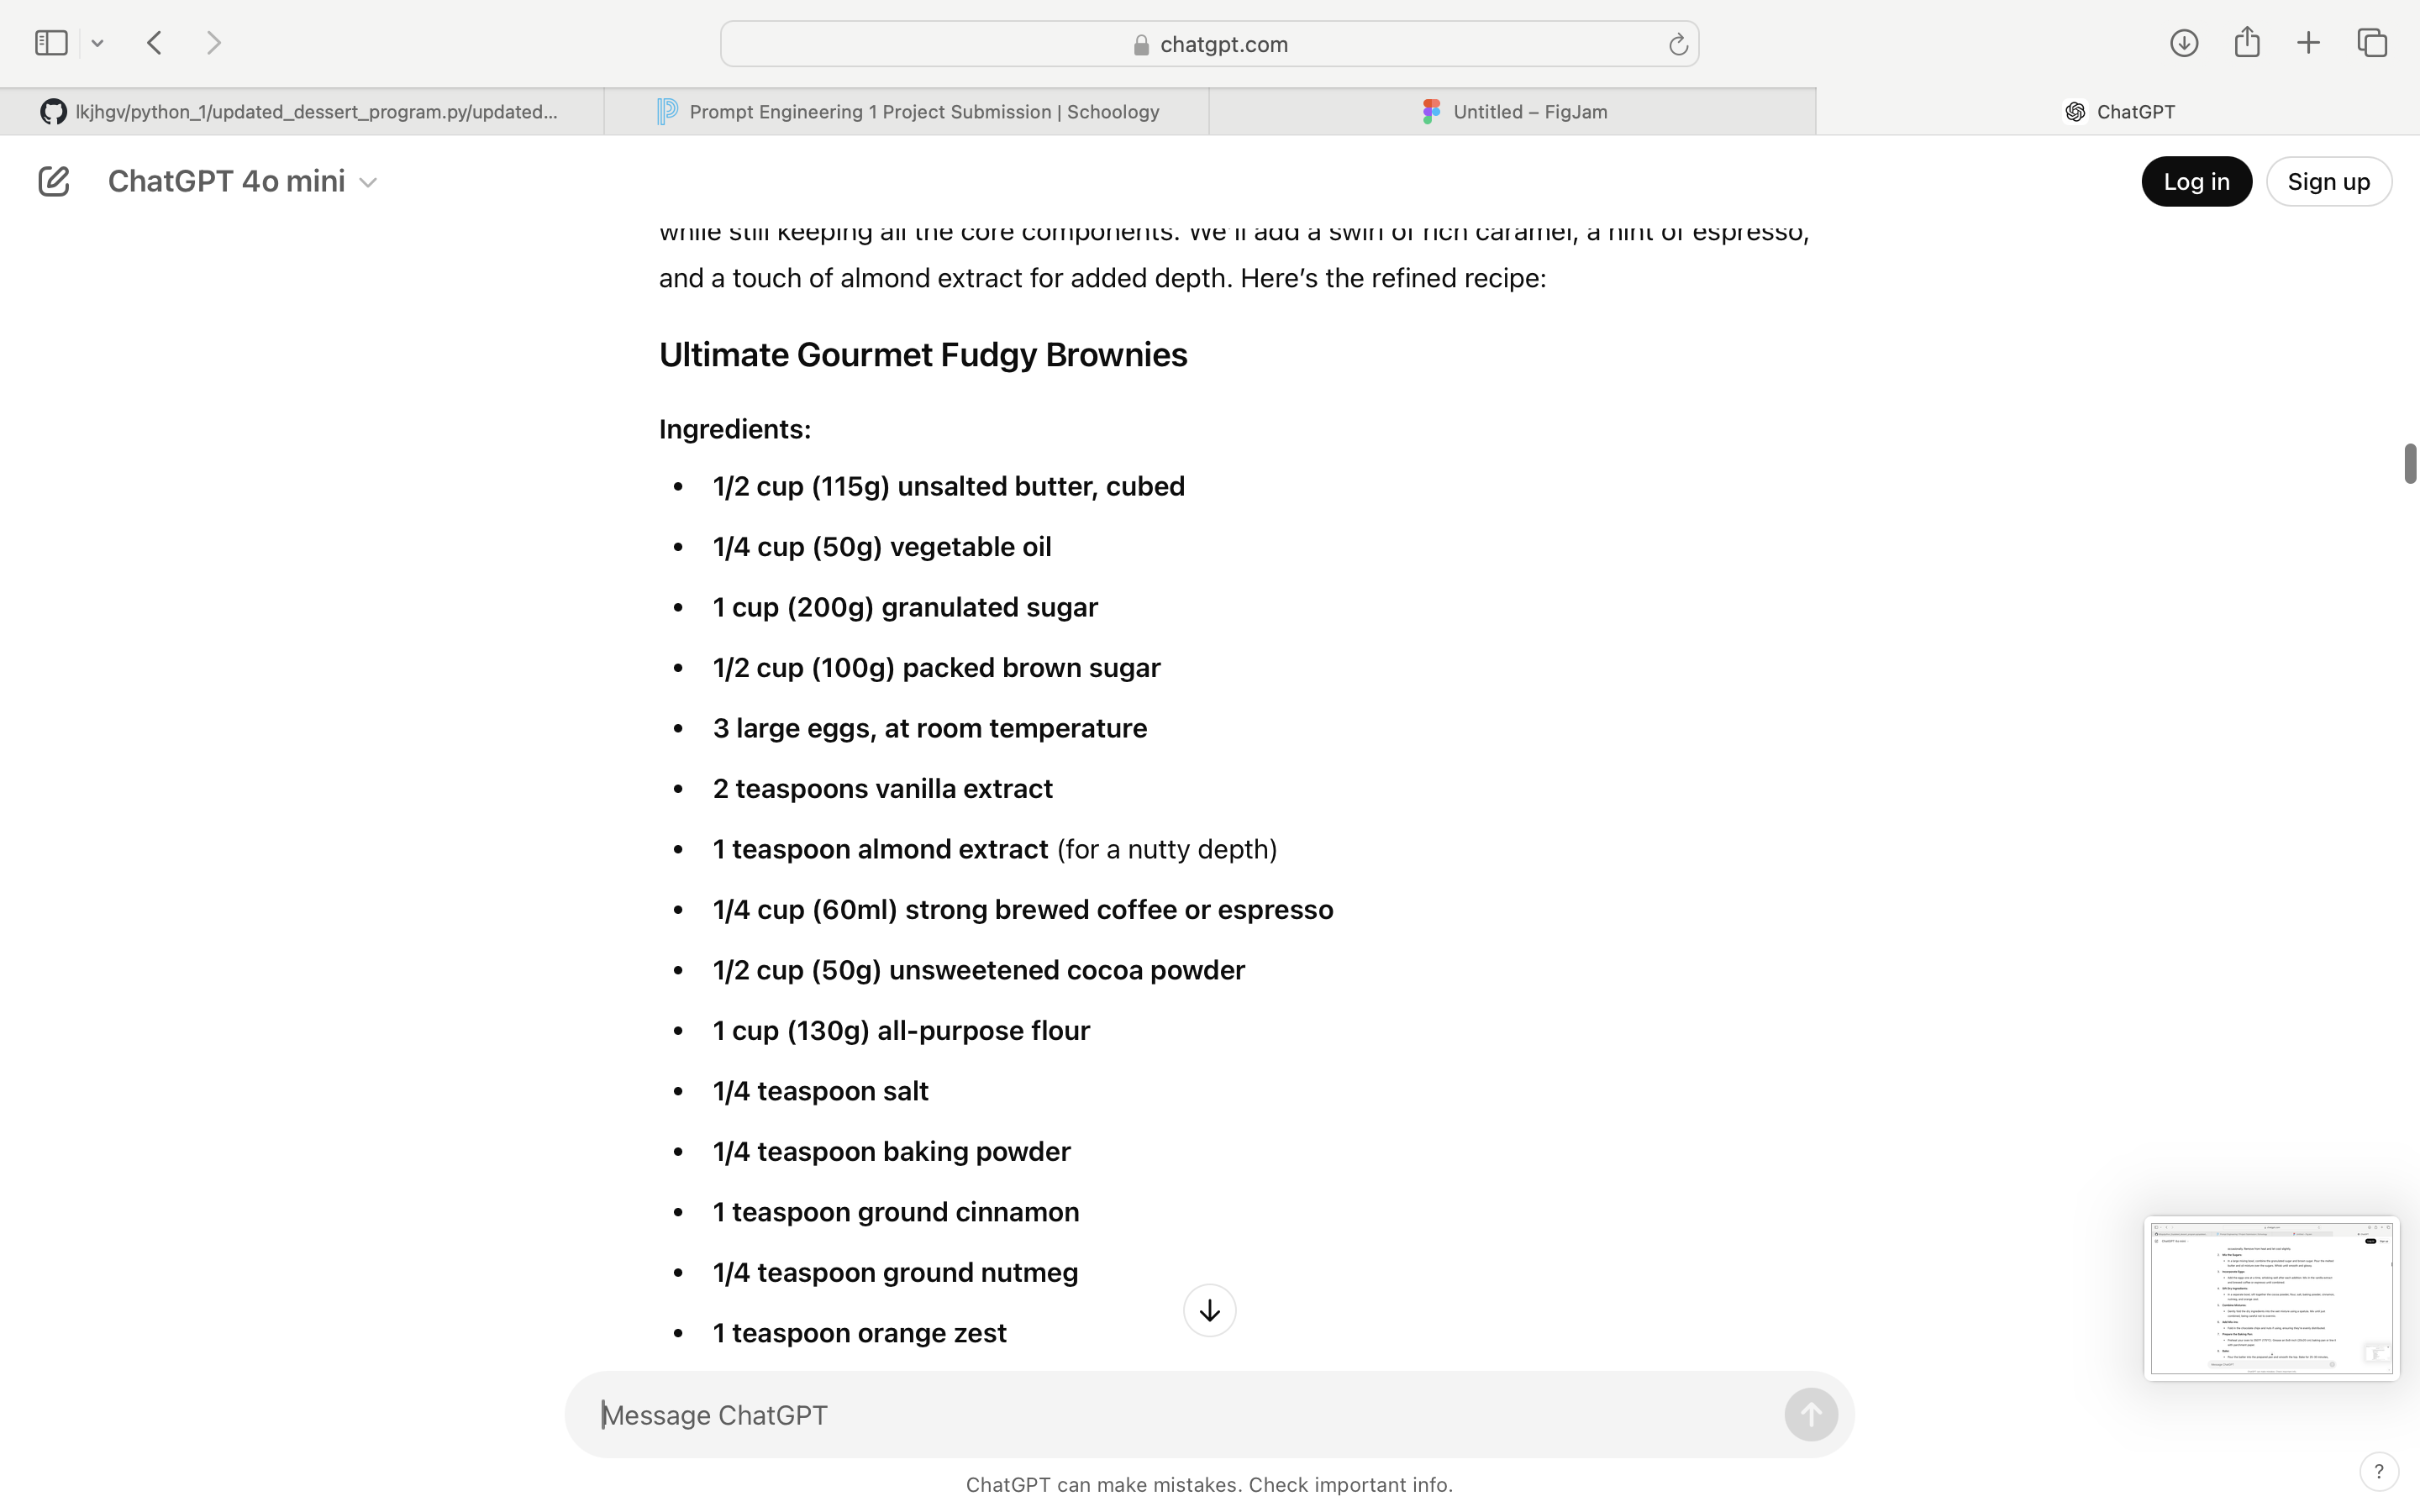 chatgpt.com
lkjhgv/python_1/updated_dessert_program.py/updated...
Prompt Engineering 1 Project Submission | Schoology
Untitled – FigJam
ChatGPT
ChatGPT 4o mini
Log in
Sign up
while still keeping all the core components. We'll add a swirl of rich caramel, a hint of espresso,
and a touch of almond extract for added depth. Here's the refined recipe:
Ultimate Gourmet Fudgy Brownies
Ingredients:
1/2 cup (115g) unsalted butter, cubed
1/4 cup (50g) vegetable oil
1 cup (200g) granulated sugar
1/2 cup (100g) packed brown sugar
3 large eggs, at room temperature
2 teaspoons vanilla extract
1 teaspoon almond extract (for a nutty depth)
1/4 cup (60ml) strong brewed coffee or espresso
1/2 cup (50g) unsweetened cocoa powder
1 cup (130g) all-purpose flour
1/4 teaspoon salt
1/4 teaspoon baking powder
1 teaspoon ground cinnamon
1/4 teaspoon ground nutmeg
1 teaspoon orange zest
Message ChatGPT
ChatGPT can make mistakes. Check important info.
?